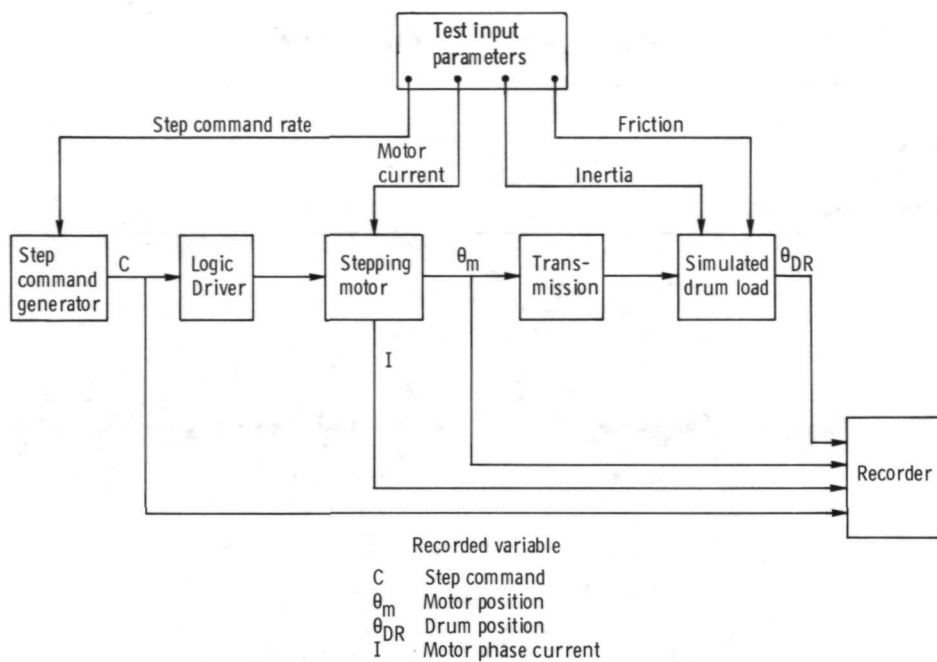 Test input
parameters
Step command rate
Friction
Motor
current
Inertia
Step
command
generator
C
Logic
Driver
Stepping
motor
θm
Trans-
mission
Simulated
drum load
θDR
I
Recorder
Recorded variable
C Step command
θm Motor position
θDR Drum position
I Motor phase current